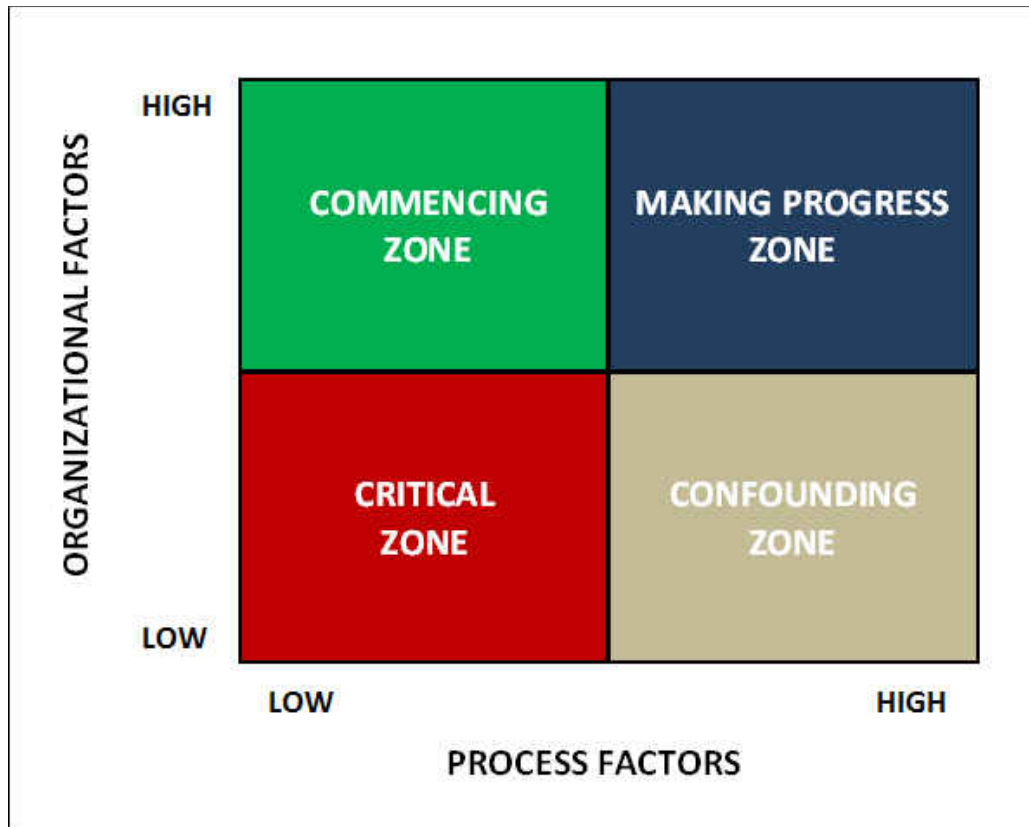 HIGH
ORGANIZATIONAL FACTORS
COMMENCING
ZONE
MAKING PROGRESS
ZONE
CRITICAL
ZONE
CONFOUNDING
ZONE
LOW
LOW
HIGH
PROCESS FACTORS